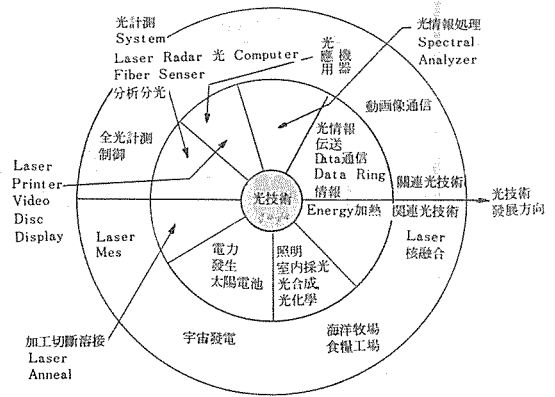 光計測
System
Laser Radar
Fiber Senser
分析分光
光 Computer
光應用機器
光情報処理
Spectral
Analyzer
動画像通信
全光計測
制御
光情報
伝送
Data通信
Data Ring
情報
Laser
Printer
Video
Disc
Display
光技術
關連光技術
Energy加熱
関連光技術
光技術
發展方向
Laser
Mes
Laser
核融合
電力
發生
太陽電池
照明
室内採光
光合成
光化學
加工切斷溶接
Laser
Anneal
宇宙發電
海洋牧場
食糧工場